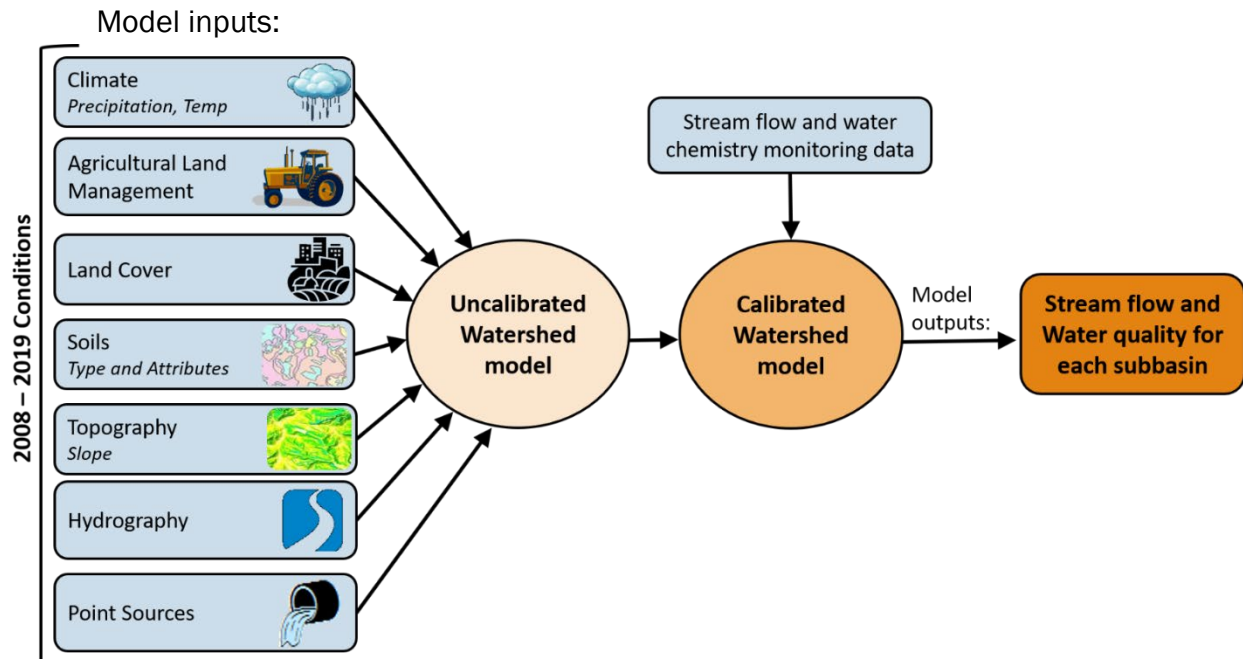 Model inputs:
2008 – 2019 Conditions
Climate
Precipitation, Temp
Agricultural Land
Management
Land Cover
Soils
Type and Attributes
Topography
Slope
Hydrography
Point Sources
Uncalibrated
Watershed
model
Stream flow and water
chemistry monitoring data
Calibrated
Watershed
model
Model
outputs:
Stream flow and
Water quality for
each subbasin